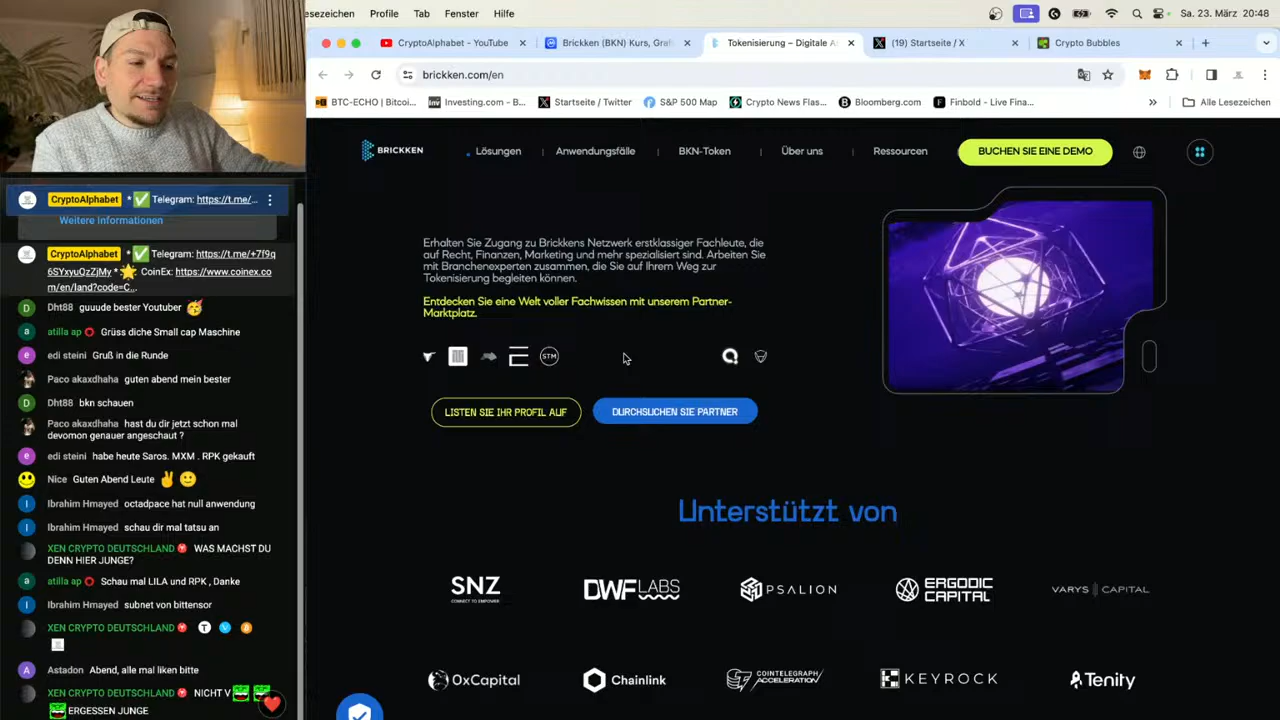 esezeichen Profile Tab Fenster Hilfe
Sa. 23. März 20:48
CryptoAlphabet - YouTube
Brickken (BKN) Kurs, Graf
Tokenisierung – Digitale A
(19) Startseite / X
Crypto Bubbles
brickken.com/en
BTC-ECHO | Bitcoi...
Investing.com - B...
Startseite / Twitter
S&P 500 Map
Crypto News Flas...
Bloomberg.com
Finbold - Live Fina...
Alle Lesezeichen
BRICKKEN
Lösungen
Anwendungsfälle
BKN-Token
Über uns
Ressourcen
BUCHEN SIE EINE DEMO
CryptoAlphabet * ✅ Telegram: https://t.me/...
Weitere Informationen
CryptoAlphabet * ✅ Telegram: https://t.me/+7f9q
6SYxyuQzZjMy * 🌟 CoinEx: https://www.coinex.co
m/en/land?code=C...
Dht88 guuude bester Youtuber 🥳
atilla ap ⭕ Grüss diche Small cap Maschine
edi steini Gruß in die Runde
Paco akaxdhaha guten abend mein bester
Dht88 bkn schauen
Paco akaxdhaha hast du dir jetzt schon mal
devomon genauer angeschaut ?
edi steini habe heute Saros. MXM . RPK gekauft
Nice Guten Abend Leute ✌️ 🙂
Ibrahim Hmayed octadpace hat null anwendung
Ibrahim Hmayed schau dir mal tatsu an
XEN CRYPTO DEUTSCHLAND WAS MACHST DU
DENN HIER JUNGE?
atilla ap ⭕ Schau mal LILA und RPK , Danke
Ibrahim Hmayed subnet von bittensor
XEN CRYPTO DEUTSCHLAND
Astadon Abend, alle mal liken bitte
XEN CRYPTO DEUTSCHLAND NICHT V
ERGESSEN JUNGE
Erhalten Sie Zugang zu Brickkens Netzwerk erstklassiger Fachleute, die
auf Recht, Finanzen, Marketing und mehr spezialisiert sind. Arbeiten Sie
mit Branchenexperten zusammen, die Sie auf Ihrem Weg zur
Tokenisierung begleiten können.
Entdecken Sie eine Welt voller Fachwissen mit unserem Partner-
Marktplatz.
STM
LISTEN SIE IHR PROFIL AUF
DURCHSUCHEN SIE PARTNER
Unterstützt von
SNZ
CONNECT TO EMPOWER
DWF LABS
PSALION
ERGODIC
CAPITAL
VARYS CAPITAL
OxCapital
Chainlink
COINTELEGRAPH
ACCELERATION
KEYROCK
Tenity